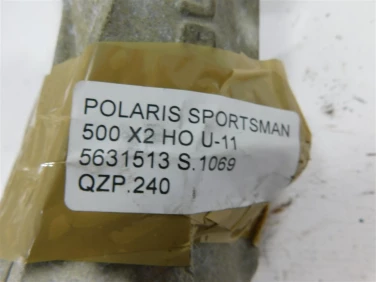 POLARIS SPORTSMAN
500 X2 HO U-11
5631513 S.1069
QZP.240